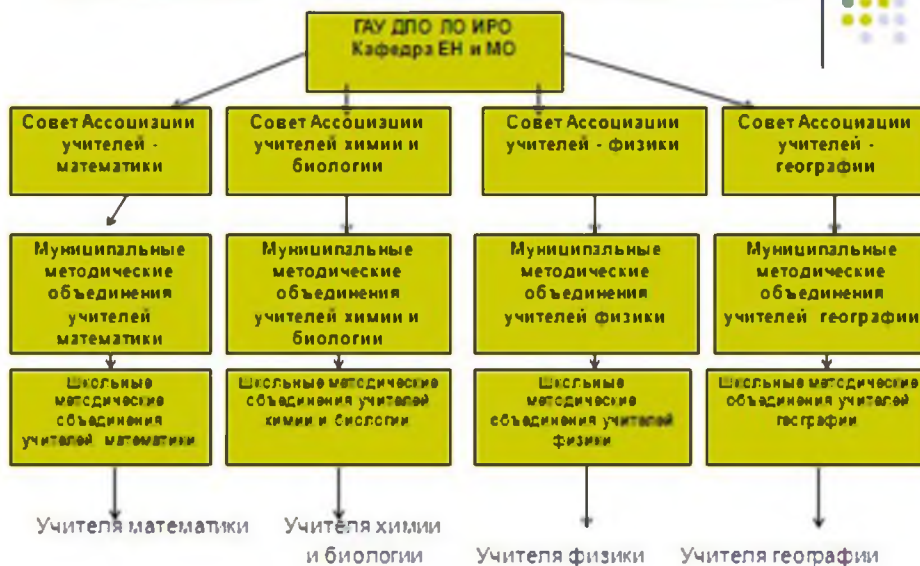 ГАУ ДПО ЛО ИРО
Кафедра ЕН и МО
Совет Ассоциации
учителей -
математики
Совет Ассоциации
учителей химии и
биологии
Совет Ассоциации
учителей - физики
Совет Ассоциации
учителей -
географии
Муниципальные
методические
объединения
учителей
математики
Муниципальные
методические
объединения
учителей химии и
биологии
Муниципальные
методические
объединения
учителей физики
Муниципальные
методические
объединения
учителей географии
Школьные
методические
объединения
учителей математики
Школьные методические
объединения учителей
химии и биологии
Школьные
методические
объединения учителей
физики
Школьные методические
объединения учителей
географии
Учителя математики
Учителя химии
и биологии
Учителя физики
Учителя географии